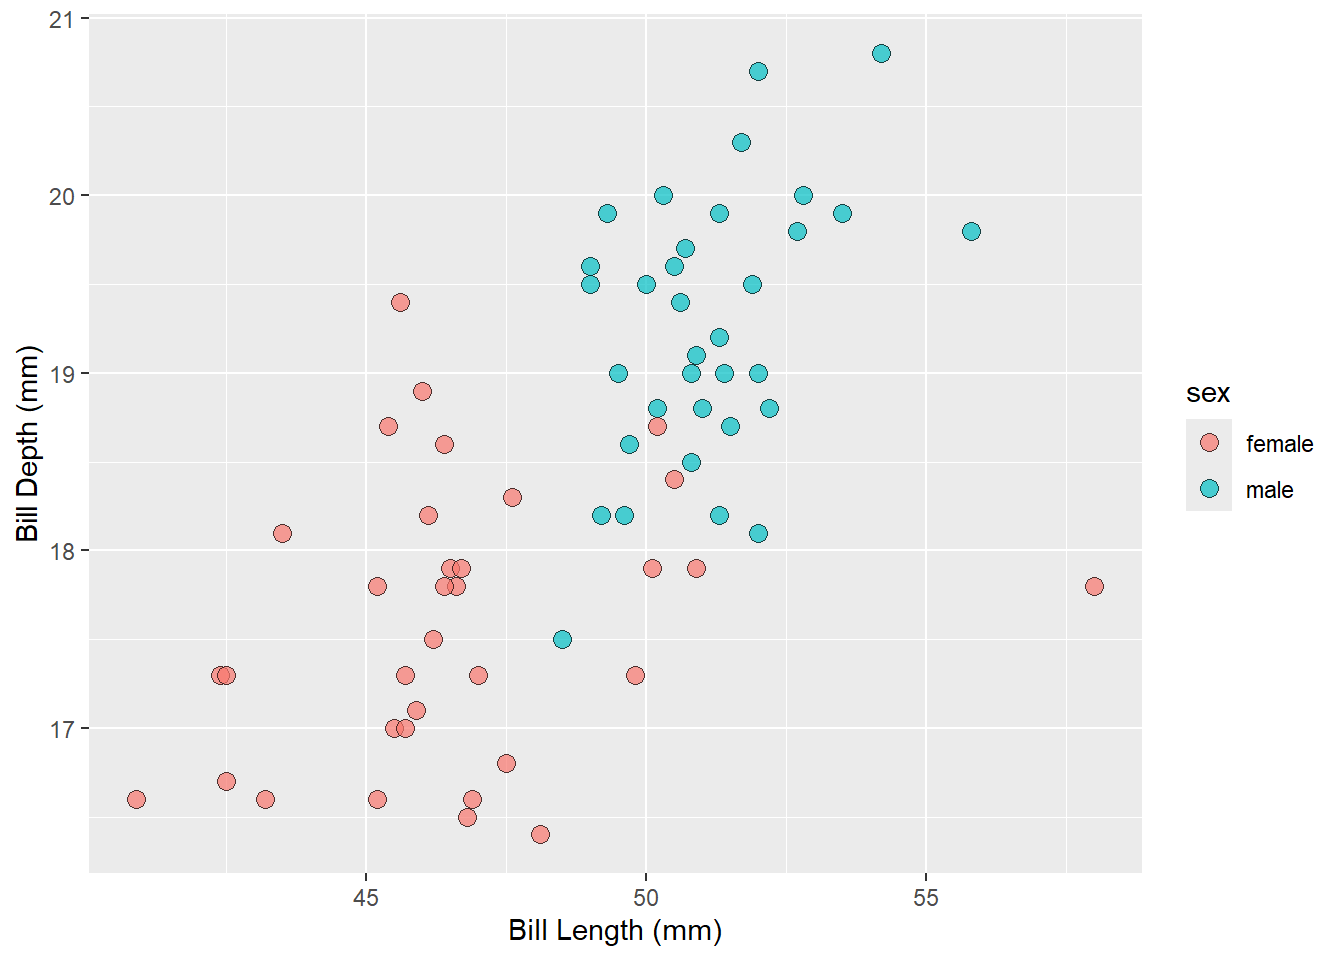 21
20
19
18
17
Bill Depth (mm)
45 50 55
Bill Length (mm)
sex
female
male